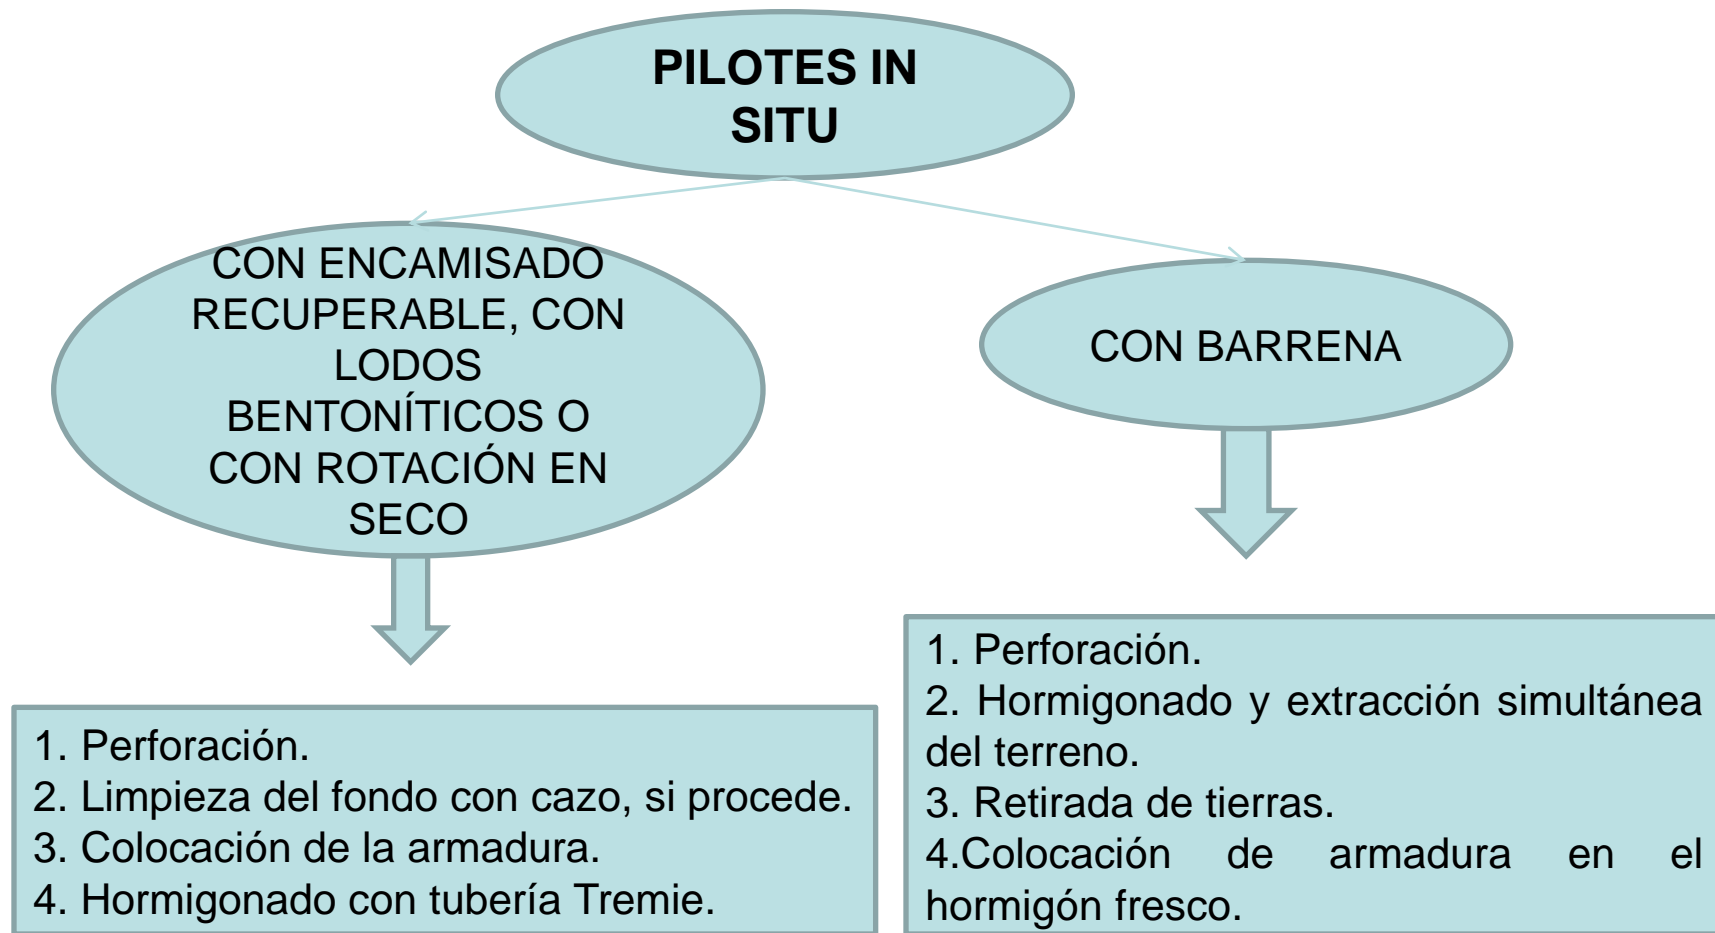 PILOTES IN
SITU
CON ENCAMISADO
RECUPERABLE, CON
LODOS
BENTONÍTICOS O
CON ROTACIÓN EN
SECO
CON BARRENA
1. Perforación.
2. Limpieza del fondo con cazo, si procede.
3. Colocación de la armadura.
4. Hormigonado con tubería Tremie.
1. Perforación.
2. Hormigonado y extracción simultánea
del terreno.
3. Retirada de tierras.
4.Colocación de armadura en el
hormigón fresco.